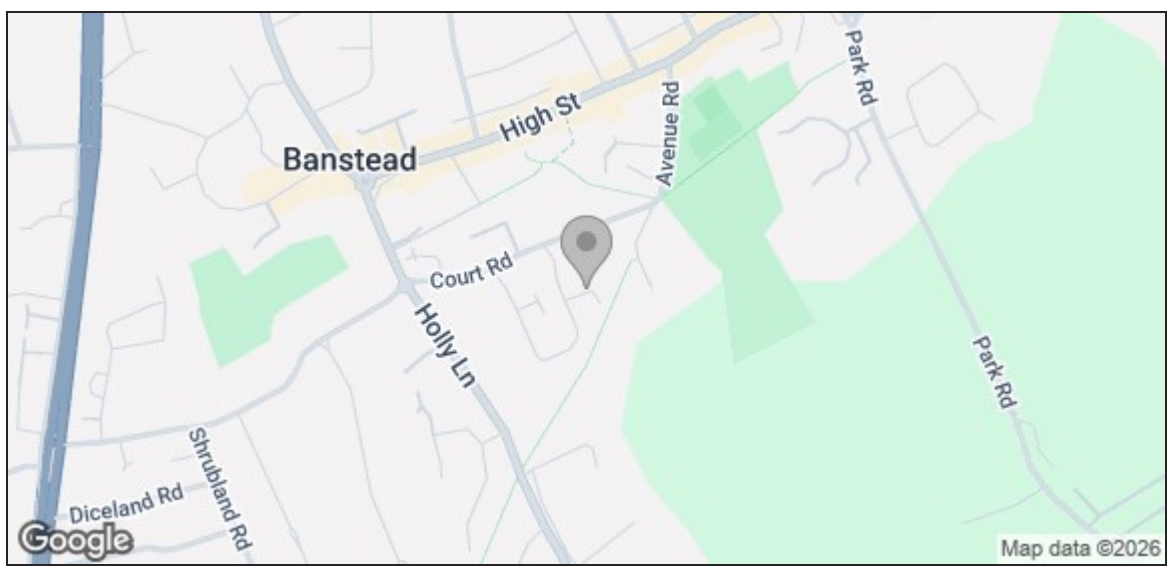 Park Rd
High St
Avenue Rd
Banstead
Court Rd
Holly Ln
Park Rd
Shrubland Rd
Diceland Rd
Google
Map data ©2026